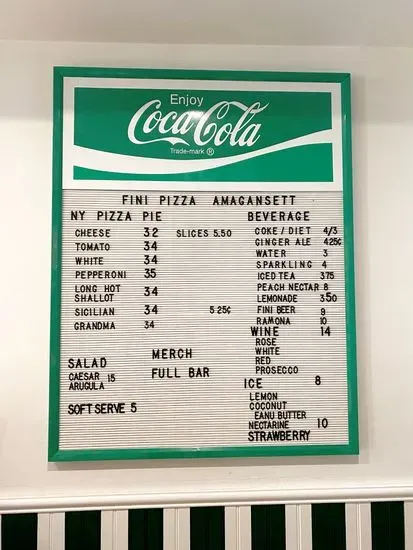 Enjoy
Coca-Cola
Trade-mark ®
FINI PIZZA AMAGANSETT
NY PIZZA PIE
CHEESE 32 SLICES 5.50
TOMATO 34
WHITE 34
PEPPERONI 35
LONG HOT
SHALLOT 34
SICILIAN 34 5 25¢
GRANDMA 34
SALAD
CAESAR 15
ARUGULA
SOFT SERVE 5
MERCH
FULL BAR
BEVERAGE
COKE / DIET 4/3
GINGER ALE 425¢
WATER 3
SPARKLING 4
ICED TEA 375
PEACH NECTAR 8
LEMONADE 350
FINI BEER 9
RAMONA 10
WINE 14
ROSE
WHITE
RED
PROSECCO
ICE 8
LEMON
COCONUT
EANU BUTTER
NECTARINE 10
STRAWBERRY